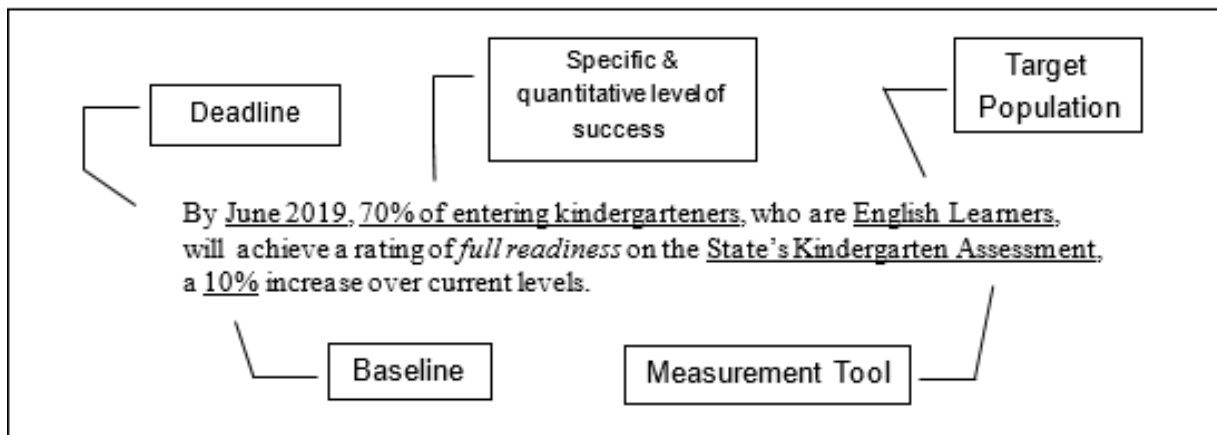 Deadline
Specific &
quantitative level of
success
Target
Population
By June 2019, 70% of entering kindergarteners, who are English Learners,
will achieve a rating of full readiness on the State's Kindergarten Assessment,
a 10% increase over current levels.
Baseline
Measurement Tool